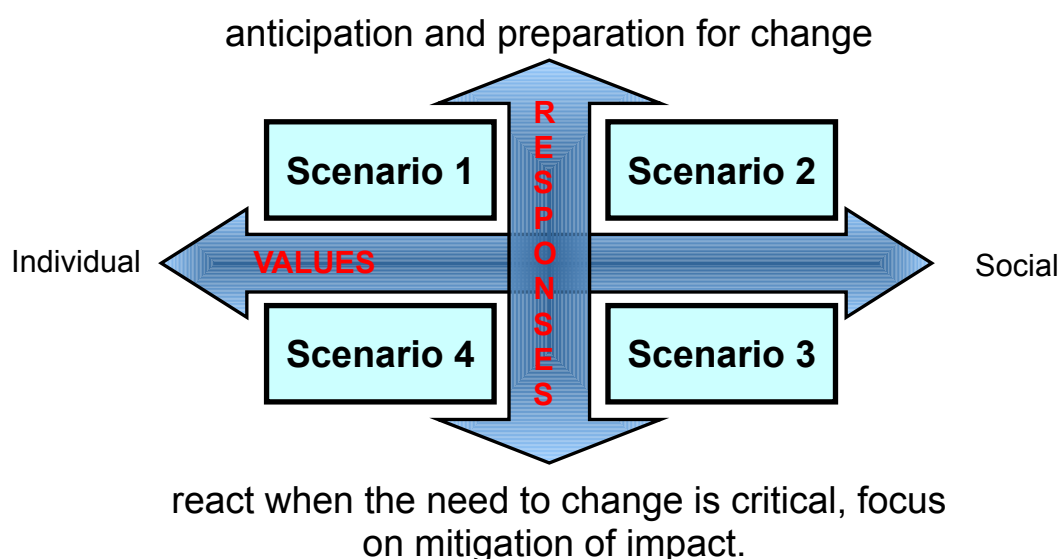 anticipation and preparation for change
RESPONSES
Scenario 1
Scenario 2
Individual
VALUES
Social
Scenario 4
Scenario 3
react when the need to change is critical, focus
on mitigation of impact.